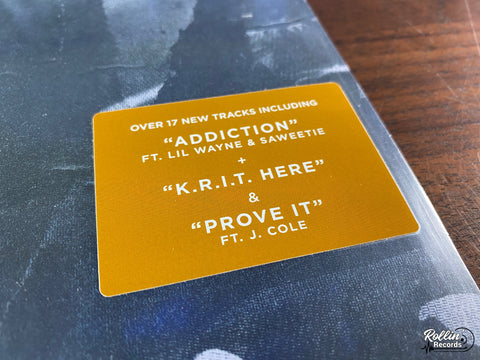 OVER 17 NEW TRACKS INCLUDING
“ADDICTION”
FT. LIL WAYNE & SAWEETIE
+
“K.R.I.T. HERE”
&
“PROVE IT”
FT. J. COLE
Rollin'
Records